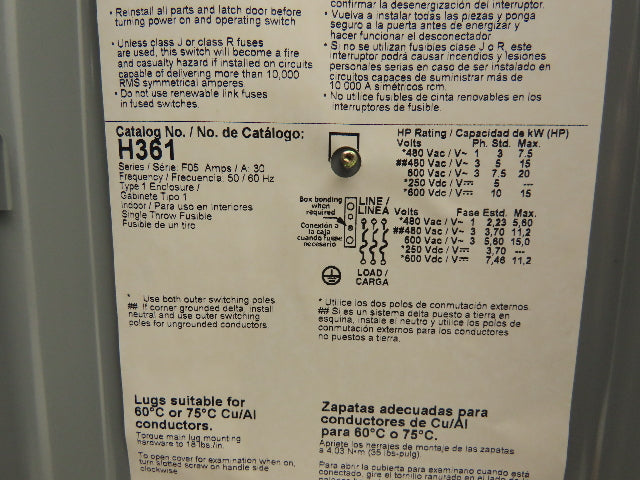 • Reinstall all parts and latch door before
turning power on and operating switch
• Unless class J or class R fuses
are used, this switch will become a fire
and casualty hazard if installed on circuits
capable of delivering more than 10,000
RMS symmetrical amperes
• Do not use renewable link fuses
in fused switches.
confirmar la desenergización del interruptor.
• Vuelva a instalar todas las piezas y ponga
seguro a la puerta antes de energizar y
hacer funcionar el desconectador
• Si no se utilizan fusibles clase J o R, este
interruptor podrá causar incendios y lesiones
personales serias en caso de ser instalado en
circuitos capaces de suministrar más de
10 000 A simétricos rcm.
• No utilice fusibles de cinta renovables en los
interruptores de fusible.
Catalog No. / No. de Catálogo:
H361
Series / Série: F05 Amps / A: 30
Frequency / Frecuencia: 50 / 60 Hz
Type 1 Enclosure /
Gabinete Tipo 1
Indoor / Para uso en Interiores
Single Throw Fusible
Fusible de un tiro
HP Rating / Capacidad de kW (HP)
Volts Ph. Std. Max.
*480 Vac / V~ 1 3 7.5
##480 Vac / V~ 3 5 15
600 Vac / V~ 3 7.5 20
*250 Vdc / V⎓ 5 ---
*600 Vdc / V⎓ 10 15
Box bonding
when
required
Conexión a
la caja
cuando fuese
necesario
LINE /
LINEA
LOAD /
CARGA
Volts Fase Estd. Max.
*480 Vac / V~ 1 2,23 5,60
##480 Vac / V~ 3 3,70 11,2
600 Vac / V~ 3 5,60 15,0
*250 Vdc / V⎓ 3,70 ---
*600 Vdc / V⎓ 7,46 11,2
* Use both outer switching poles
## If corner grounded delta, install
neutral and use outer switching
poles for ungrounded conductors.
* Utilice los dos polos de conmutación externos.
## Si es un sistema delta puesto a tierra en
esquina, instale el neutro y utilice los polos de
conmutación externos para los conductores
no puestos a tierra.
Lugs suitable for
60°C or 75°C Cu/Al
conductors.
Torque main lug mounting
hardware to
To open cover for examination when on,
turn slotted screw on handle side
clockwise
Zapatas adecuadas para
conductores de Cu/Al
para 60°C o 75°C.
Apriete los herrajes de montaje de las zapatas
a 4,03 N•m (35 lbs-pulg).
Para abrir la cubierta para examinarlo cuando está
conectado, gire el tornillo ranurado en el lado de